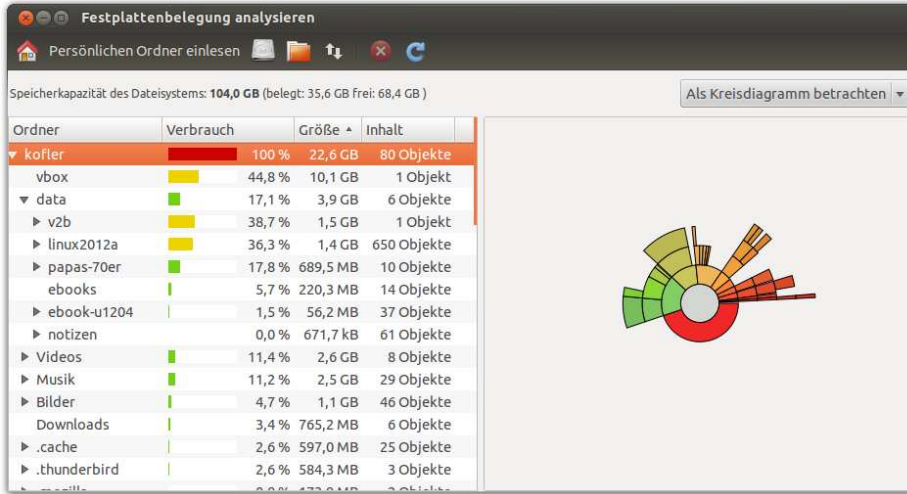 Festplattenbelegung analysieren
Persönlichen Ordner einlesen
Speicherkapazität des Dateisystems: 104,0 GB (belegt: 35,6 GB frei: 68,4 GB )
Als Kreisdiagramm betrachten
Ordner Verbrauch Größe Inhalt
kofler 100 % 22,6 GB 80 Objekte
vbox 44,8 % 10,1 GB 1 Objekt
data 17,1 % 3,9 GB 6 Objekte
v2b 38,7 % 1,5 GB 1 Objekt
linux2012a 36,3 % 1,4 GB 650 Objekte
papas-70er 17,8 % 689,5 MB 10 Objekte
ebooks 5,7 % 220,3 MB 14 Objekte
ebook-u1204 1,5 % 56,2 MB 37 Objekte
notizen 0,0 % 671,7 kB 61 Objekte
Videos 11,4 % 2,6 GB 8 Objekte
Musik 11,2 % 2,5 GB 29 Objekte
Bilder 4,7 % 1,1 GB 46 Objekte
Downloads 3,4 % 765,2 MB 6 Objekte
.cache 2,6 % 597,0 MB 25 Objekte
.thunderbird 2,6 % 584,3 MB 3 Objekte